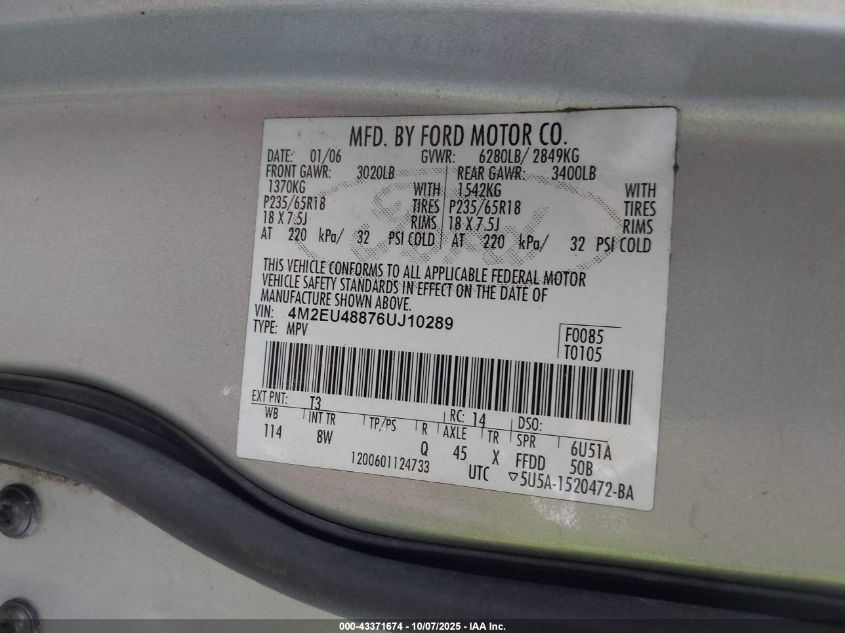 MFD. BY FORD MOTOR CO.
DATE: 01/06 GVWR: 6280LB/ 2849KG
FRONT GAWR: 3020LB REAR GAWR: 3400LB
1370KG WITH 1542KG WITH
P235/65R18 TIRES P235/65R18 TIRES
18 X 7.5J RIMS 18 X 7.5J RIMS
AT 220 kPa/ 32 PSI COLD AT 220 kPa/ 32 PSI COLD
THIS VEHICLE CONFORMS TO ALL APPLICABLE FEDERAL MOTOR
VEHICLE SAFETY STANDARDS IN EFFECT ON THE DATE OF
MANUFACTURE SHOWN ABOVE.
VIN: 4M2EU48876UJ10289
TYPE: MPV
F0085
T0105
EXT PNT: T3 RC: 14 DSO:
WB INT TR TP/PS R AXLE TR SPR 6U51A
114 8W Q 45 X FFDD 50B
1200601124733 UTC ▽5U5A-1520472-BA
000-43371674 | 10/07/2025 | IAA Inc.